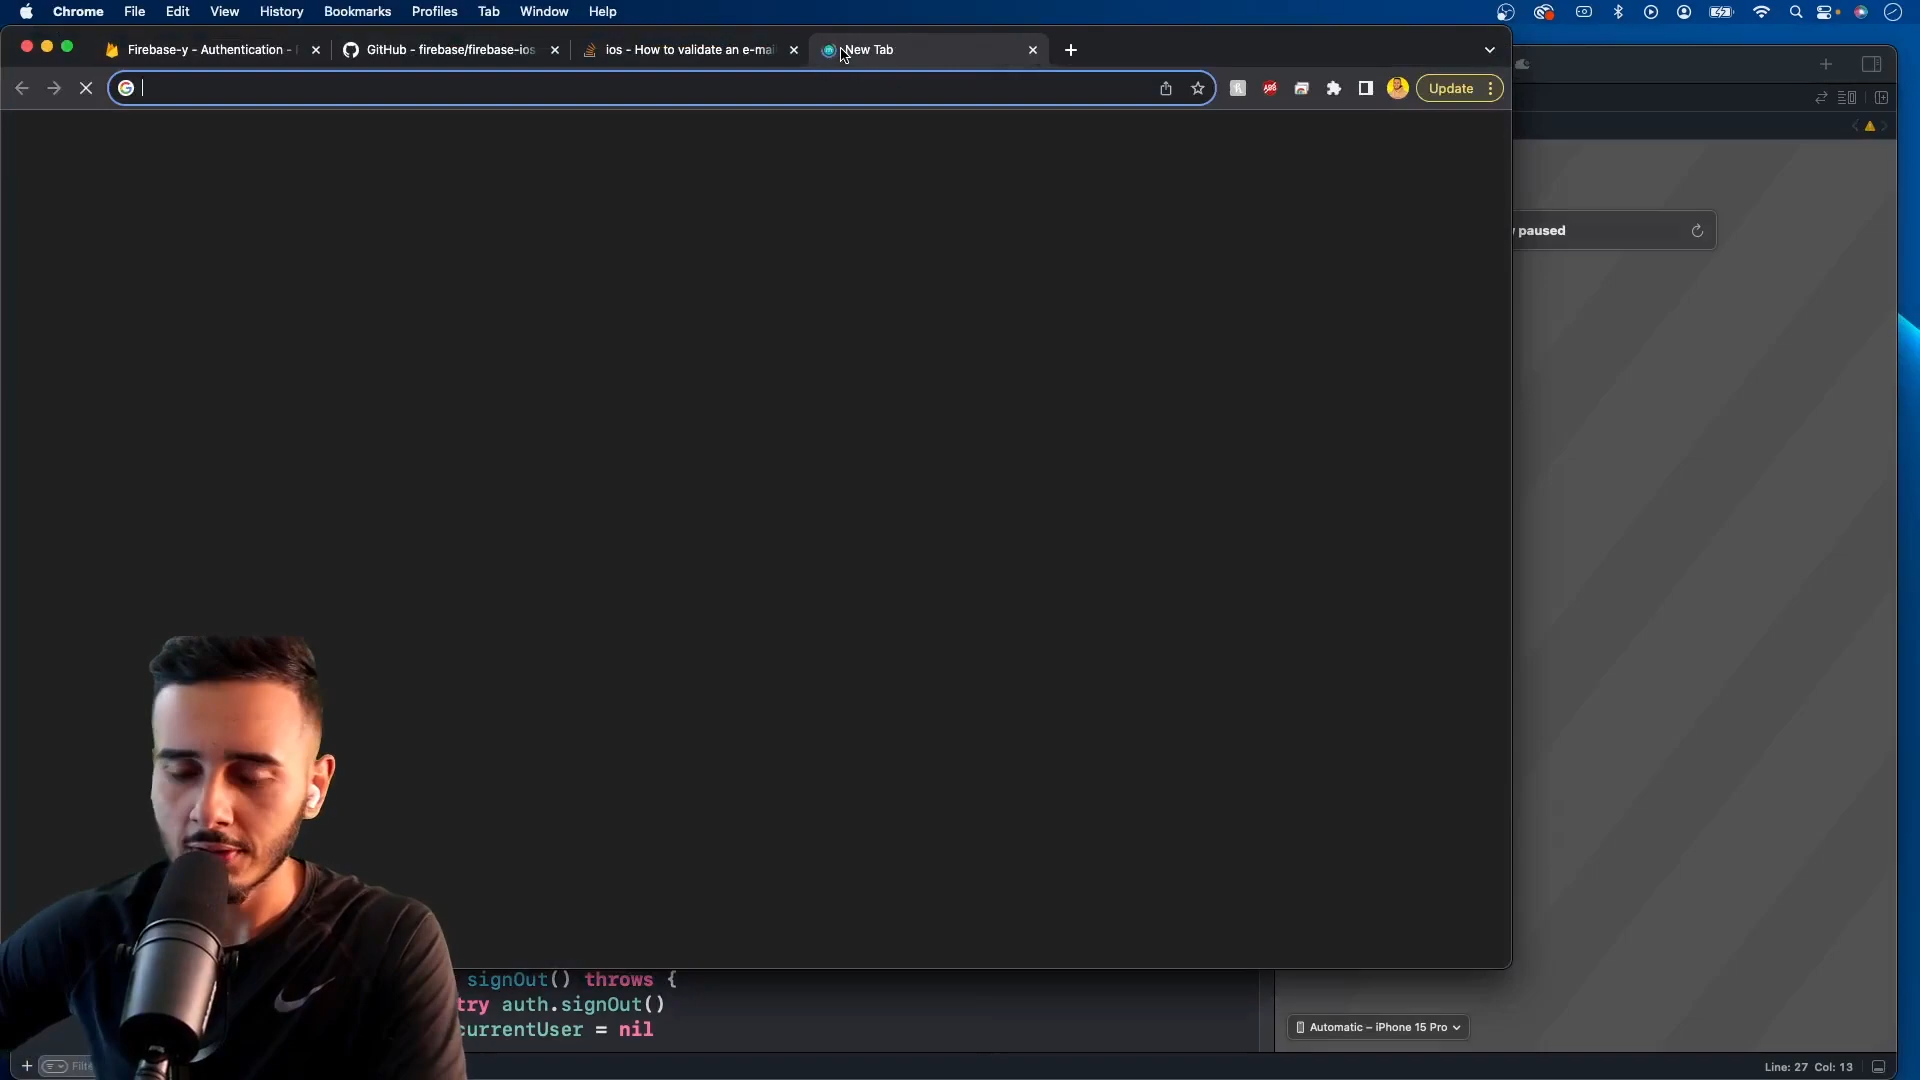 Chrome File Edit View History Bookmarks Profiles Tab Window Help
Firebase-y - Authentication - GitHub - firebase/firebase-ios ios - How to validate an e-mai New Tab
Update
paused
signOut() throws {
try auth.signOut()
currentUser = nil
Automatic – iPhone 15 Pro
Line: 27 Col: 13